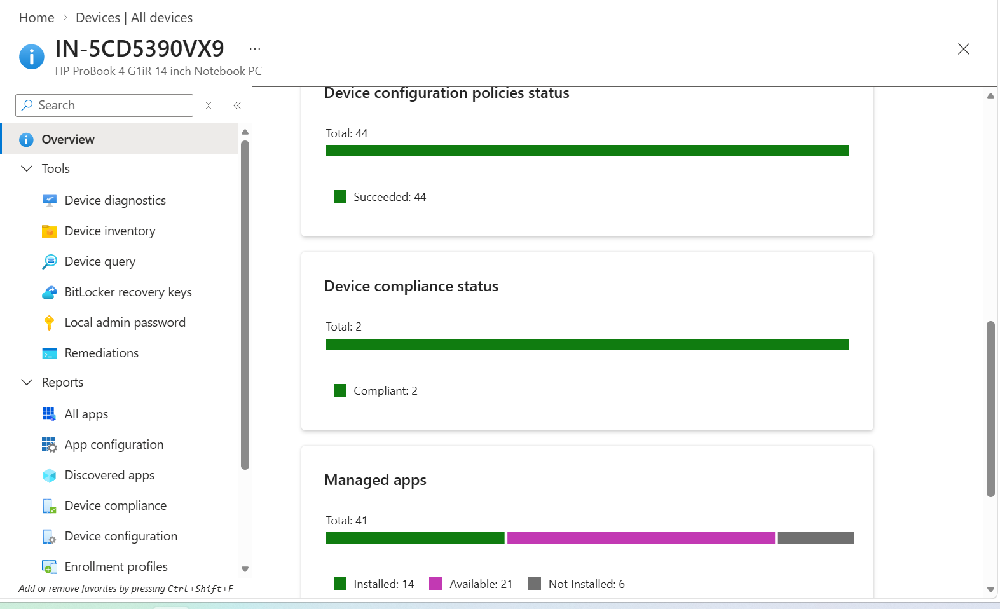 Home > Devices | All devices
IN-5CD5390VX9 ...
HP ProBook 4 G1iR 14 inch Notebook PC
Search
Overview
Tools
Device diagnostics
Device inventory
Device query
BitLocker recovery keys
Local admin password
Remediations
Reports
All apps
App configuration
Discovered apps
Device compliance
Device configuration
Enrollment profiles
Add or remove favorites by pressing Ctrl+Shift+F
Device configuration policies status
Total: 44
Succeeded: 44
Device compliance status
Total: 2
Compliant: 2
Managed apps
Total: 41
Installed: 14 Available: 21 Not Installed: 6